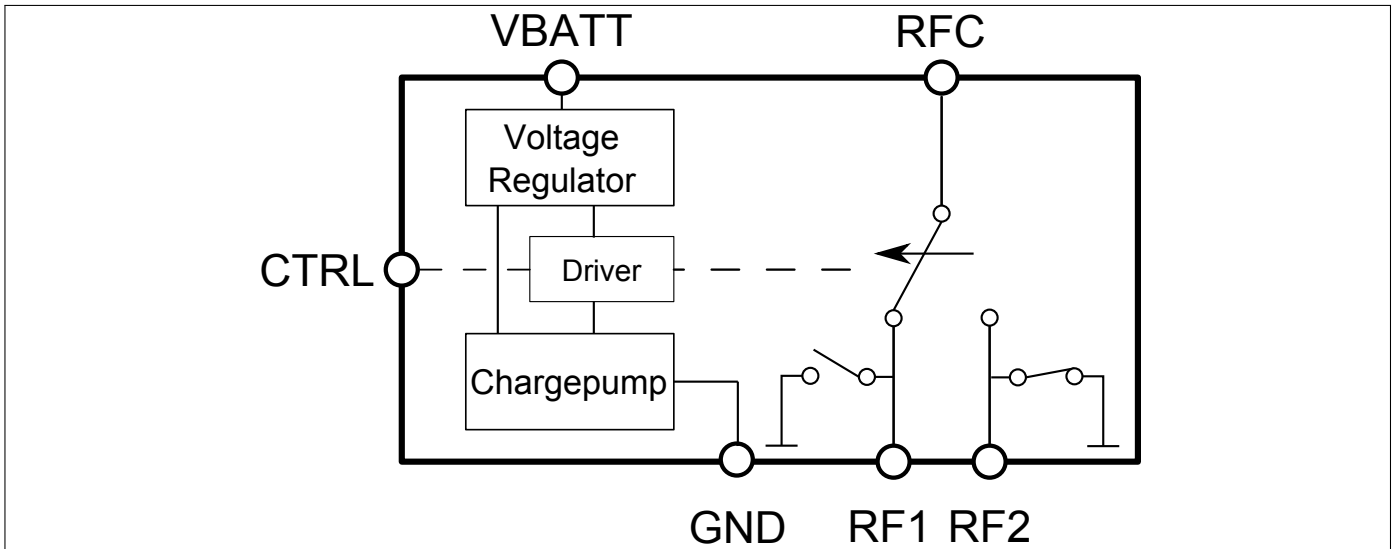 VBATT
RFC
Voltage
Regulator
CTRL
Driver
Chargepump
GND
RF1
RF2